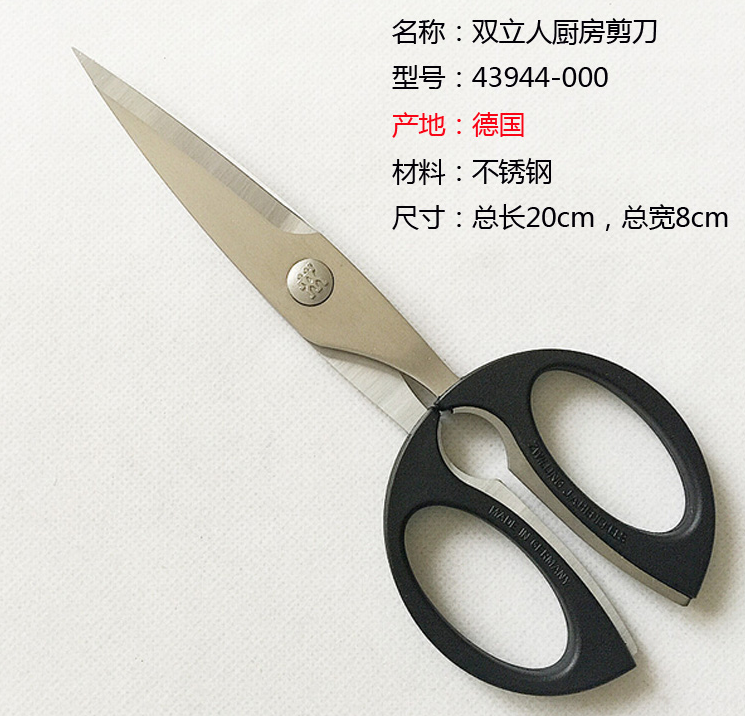 名称：双立人厨房剪刀
型号：43944-000
产地：德国
材料：不锈钢
尺寸：总长20cm，总宽8cm
ZWILLING J.A. HENCKELS
MADE IN GERMANY